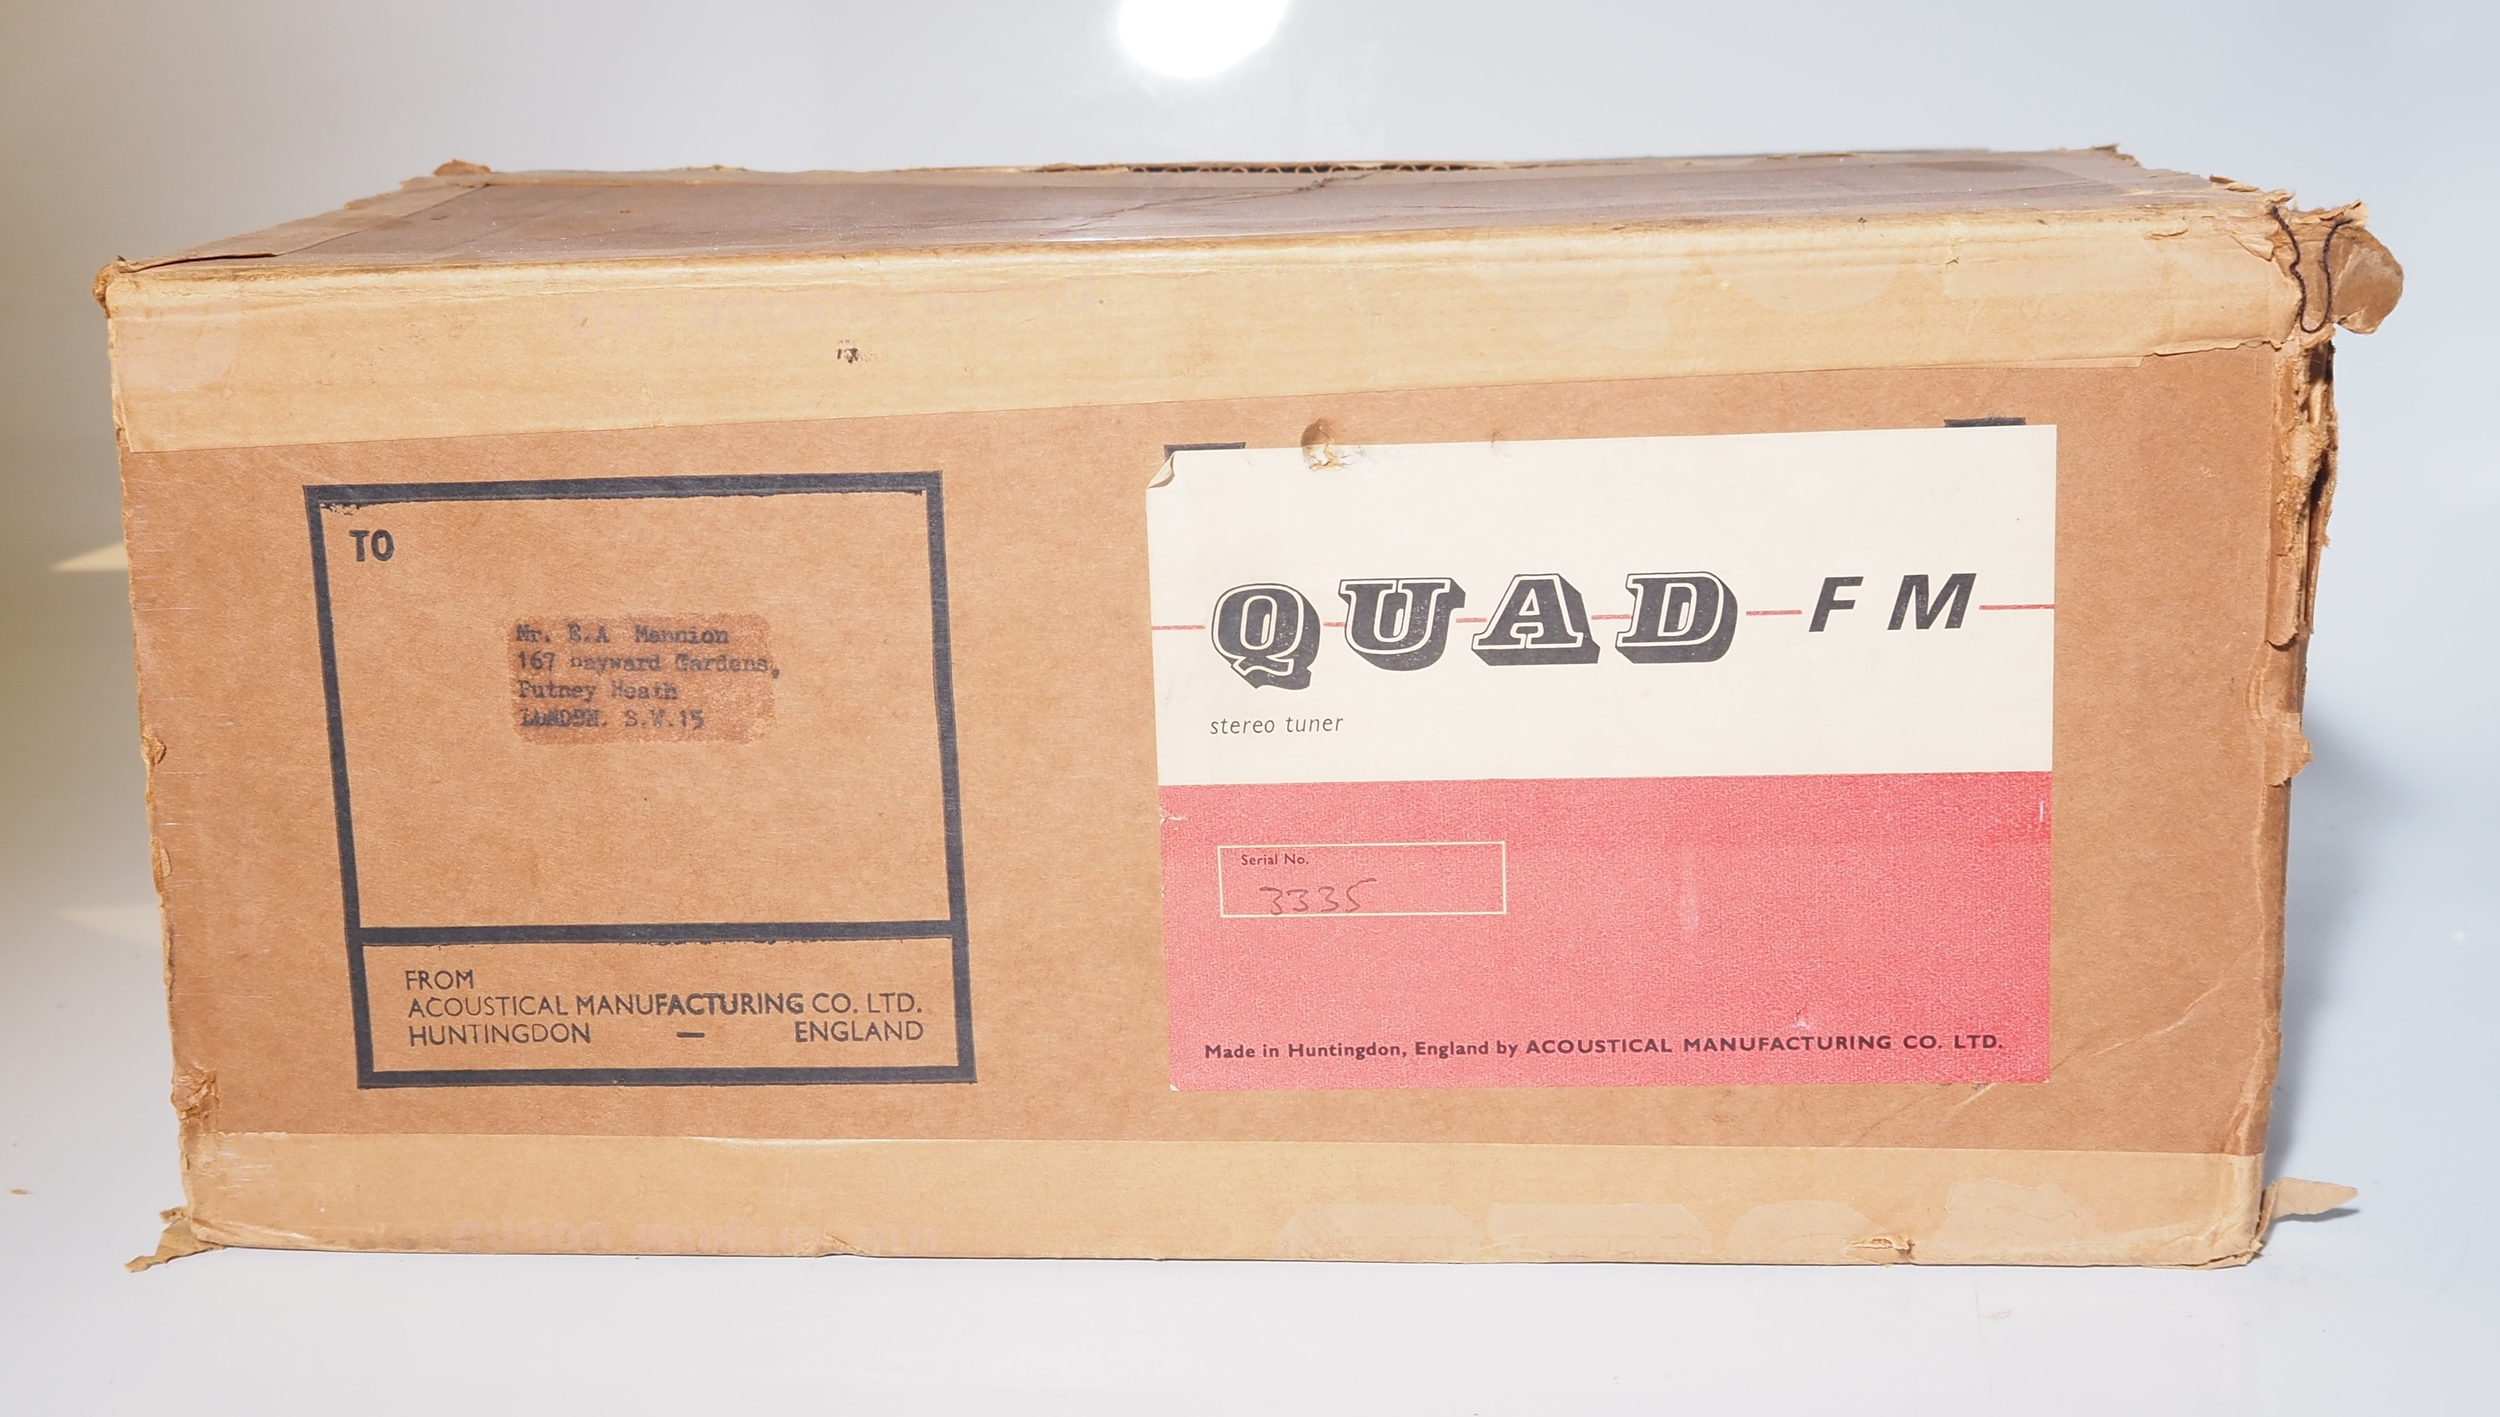 TO
Mr. E.A Mannion
167 Hayward Gardens,
Putney Heath
LONDON. S.W.15
FROM
ACOUSTICAL MANUFACTURING CO. LTD.
HUNTINGDON — ENGLAND
QUAD FM
stereo tuner
Serial No.
3335
Made in Huntingdon, England by ACOUSTICAL MANUFACTURING CO. LTD.